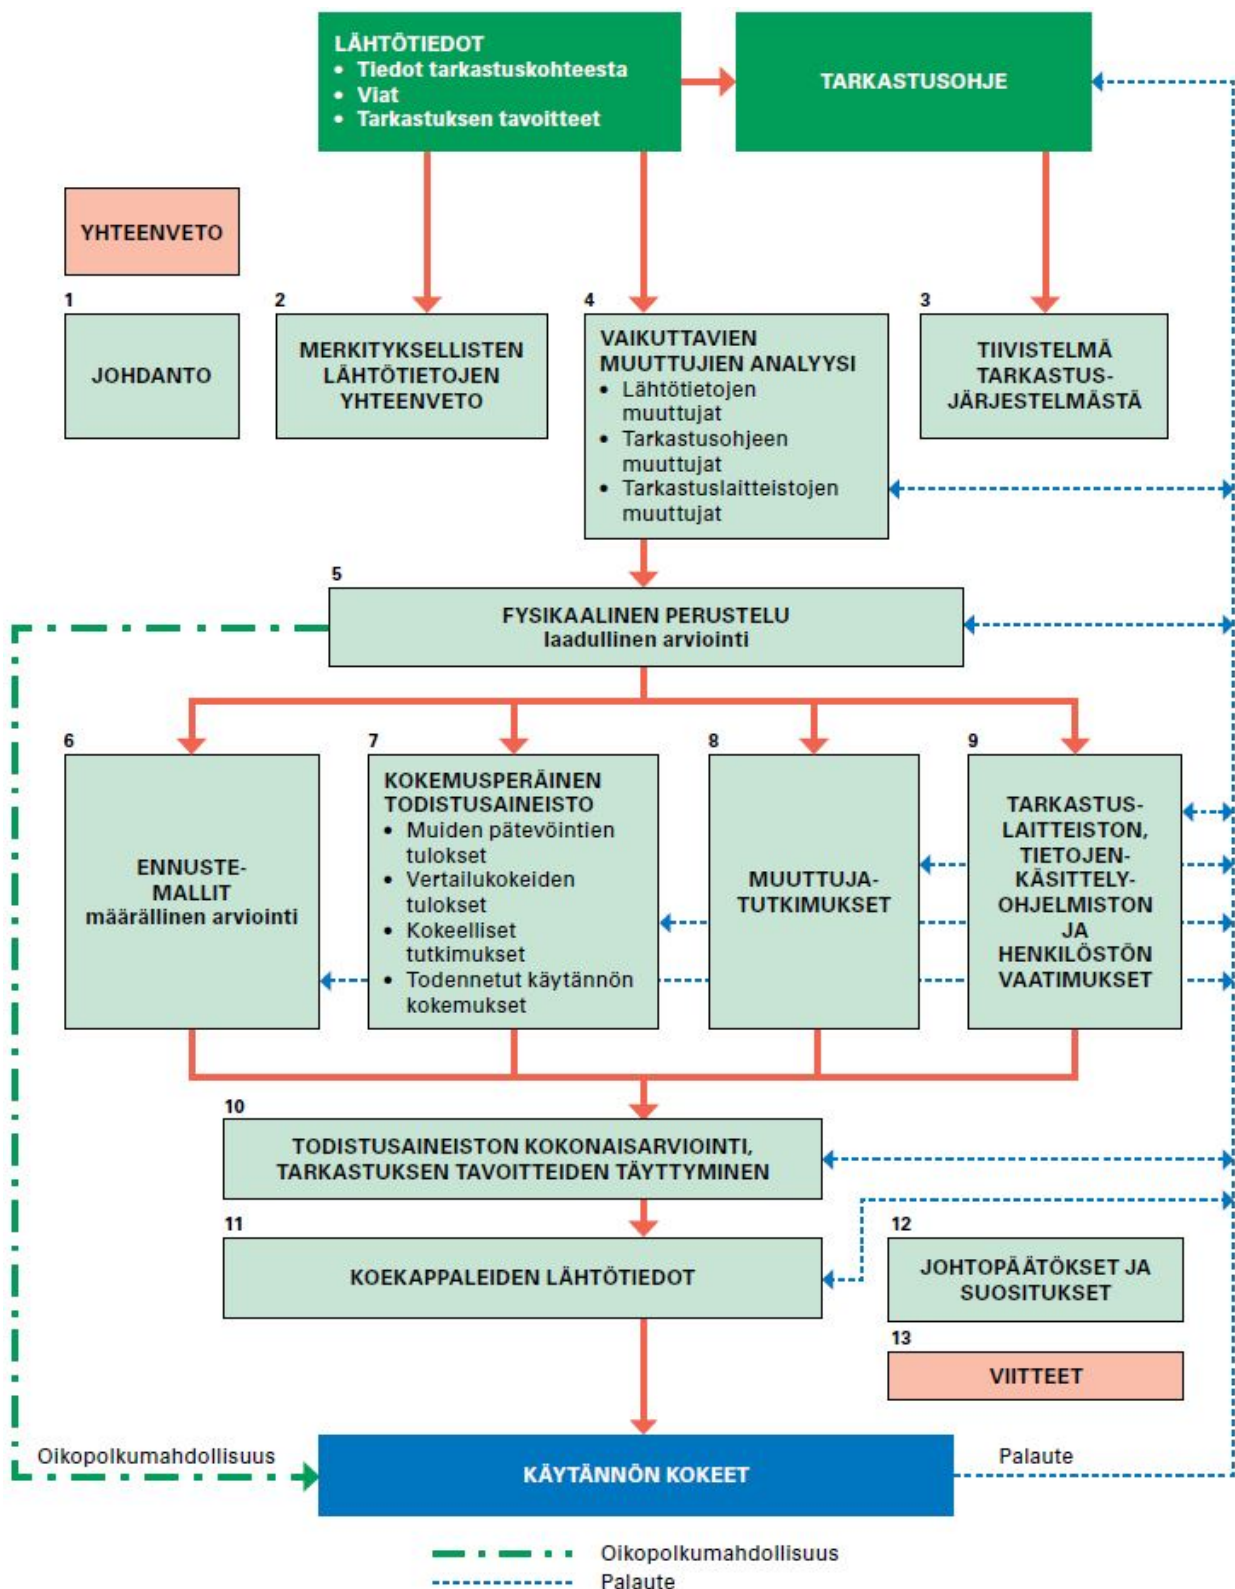 LÄHTÖTIEDOT
• Tiedot tarkastuskohteesta
• Viat
• Tarkastuksen tavoitteet
TARKASTUSOHJE
YHTEENVETO
1
JOHDANTO
2
MERKITYKSELLISTEN
LÄHTÖTIETOJEN
YHTEENVETO
4
VAIKUTTAVIEN
MUUTTUJIEN ANALYYSI
• Lähtötietojen
muuttujat
• Tarkastusohjeen
muuttujat
• Tarkastuslaitteistojen
muuttujat
3
TIIVISTELMÄ
TARKASTUS-
JÄRJESTELMÄSTÄ
5
FYSIKAALINEN PERUSTELU
laadullinen arviointi
6
ENNUSTE-
MALLIT
määrällinen arviointi
7
KOKEMUSPERÄINEN
TODISTUSAINEISTO
• Muiden pätevöintien
tulokset
• Vertailukokeiden
tulokset
• Kokeelliset
tutkimukset
• Todennetut käytännön
kokemukset
8
MUUTTUJA-
TUTKIMUKSET
9
TARKASTUS-
LAITTEISTON,
TIETOJEN-
KÄSITTELY-
OHJELMISTON
JA
HENKILÖSTÖN
VAATIMUKSET
10
TODISTUSAINEISTON KOKONAISARVIOINTI,
TARKASTUKSEN TAVOITTEIDEN TÄYTTYMINEN
11
KOEKAPPALEIDEN LÄHTÖTIEDOT
12
JOHTOPÄÄTÖKSET JA
SUOSITUKSET
13
VIITTEET
Oikopolkumahdollisuus
KÄYTÄNNÖN KOKEET
Palaute
Oikopolkumahdollisuus
Palaute